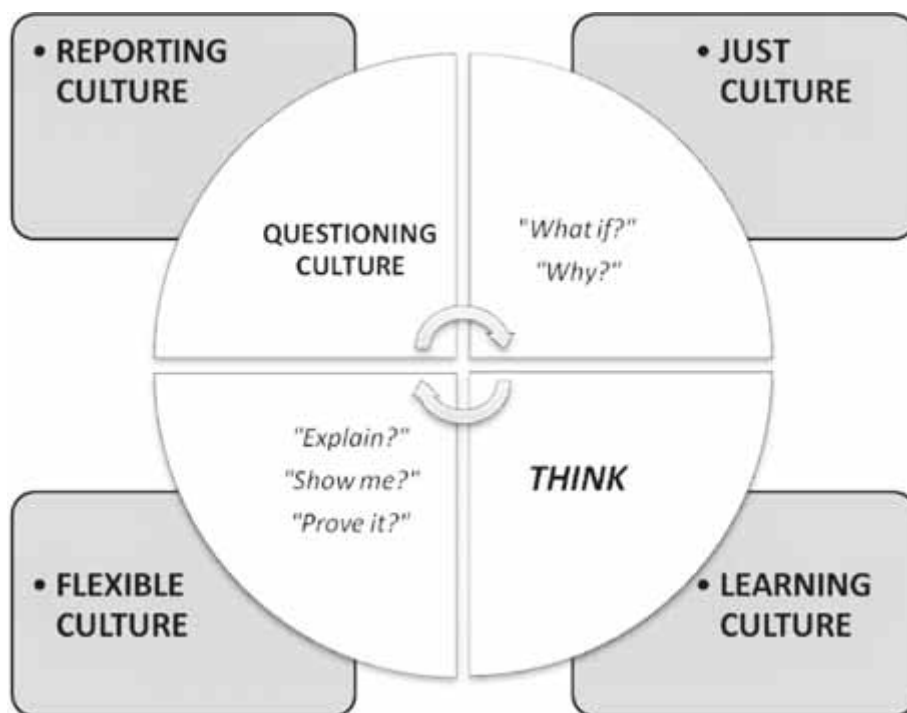 • REPORTING
CULTURE
• JUST
CULTURE
QUESTIONING
CULTURE
"What if?"
"Why?"
"Explain?"
"Show me?"
"Prove it?"
THINK
• FLEXIBLE
CULTURE
• LEARNING
CULTURE